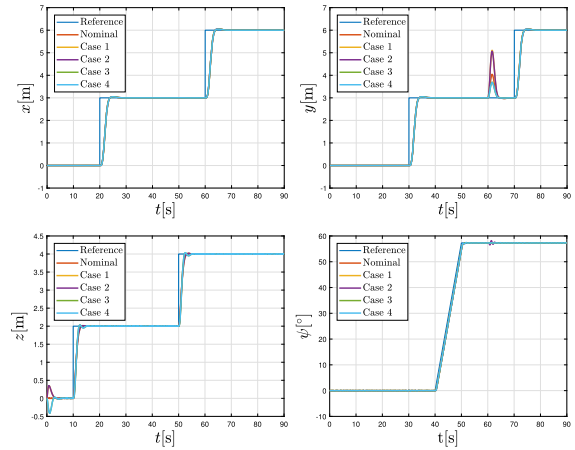 7
6
5
4
3
2
1
0
-1
x[m]
Reference
Nominal
Case 1
Case 2
Case 3
Case 4
0 10 20 30 40 50 60 70 80 90
t[s]
7
6
5
4
3
2
1
0
-1
y[m]
Reference
Nominal
Case 1
Case 2
Case 3
Case 4
0 10 20 30 40 50 60 70 80 90
t[s]
4.5
4
3.5
3
2.5
2
1.5
1
0.5
0
-0.5
z[m]
Reference
Nominal
Case 1
Case 2
Case 3
Case 4
0 10 20 30 40 50 60 70 80 90
t[s]
60
50
40
30
20
10
0
-10
ψ[°]
Reference
Nominal
Case 1
Case 2
Case 3
Case 4
0 10 20 30 40 50 60 70 80 90
t[s]